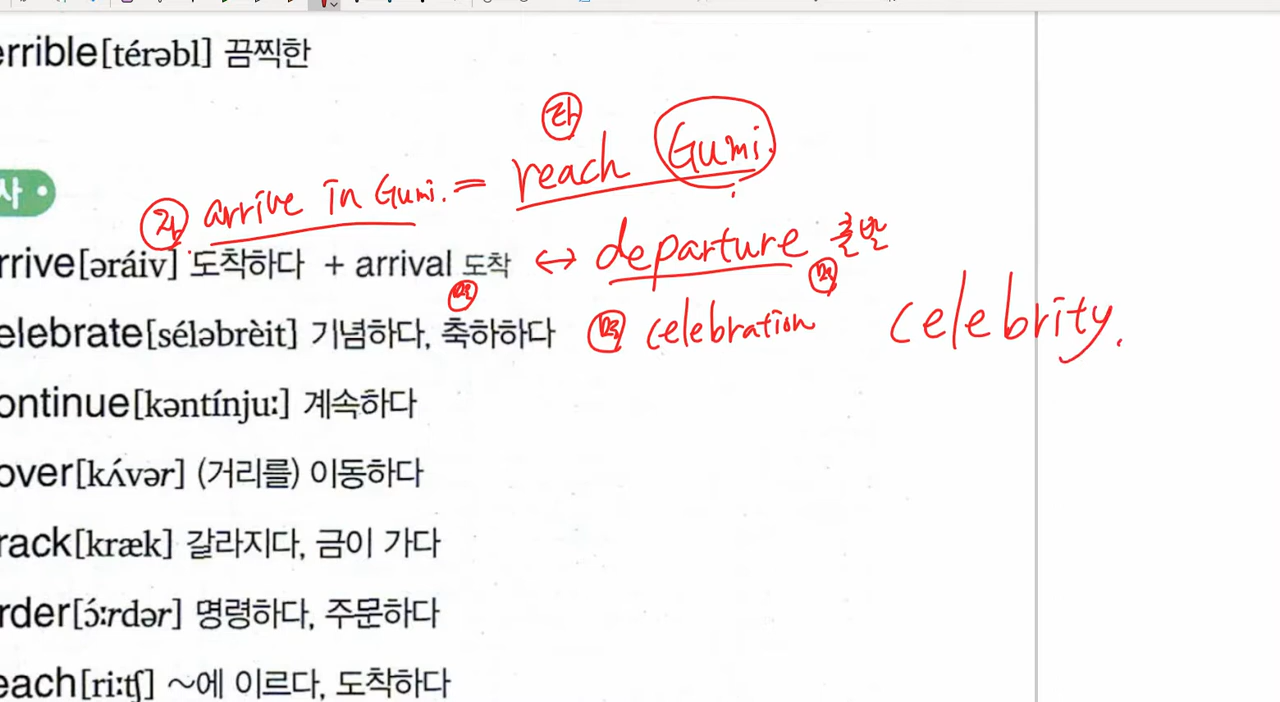 errible[térəbl] 끔찍한
타
reach Gumi.
자 arrive in Gumi. =
사
rrive[əráiv] 도착하다 + arrival 도착 ↔ departure 출발
명 명
elebrate[séləbrèit] 기념하다, 축하하다 명 celebration celebrity.
ontinue[kəntínjuː] 계속하다
over[kʌ́vər] (거리를) 이동하다
rack[kræk] 갈라지다, 금이 가다
rder[ɔ́ːrdər] 명령하다, 주문하다
each[riːtʃ] ～에 이르다, 도착하다